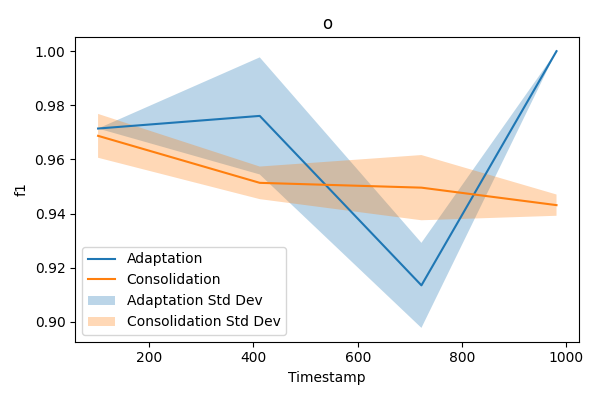 o
1.00
0.98
0.96
0.94
0.92
0.90
f1
Adaptation
Consolidation
Adaptation Std Dev
Consolidation Std Dev
200 400 600 800 1000
Timestamp